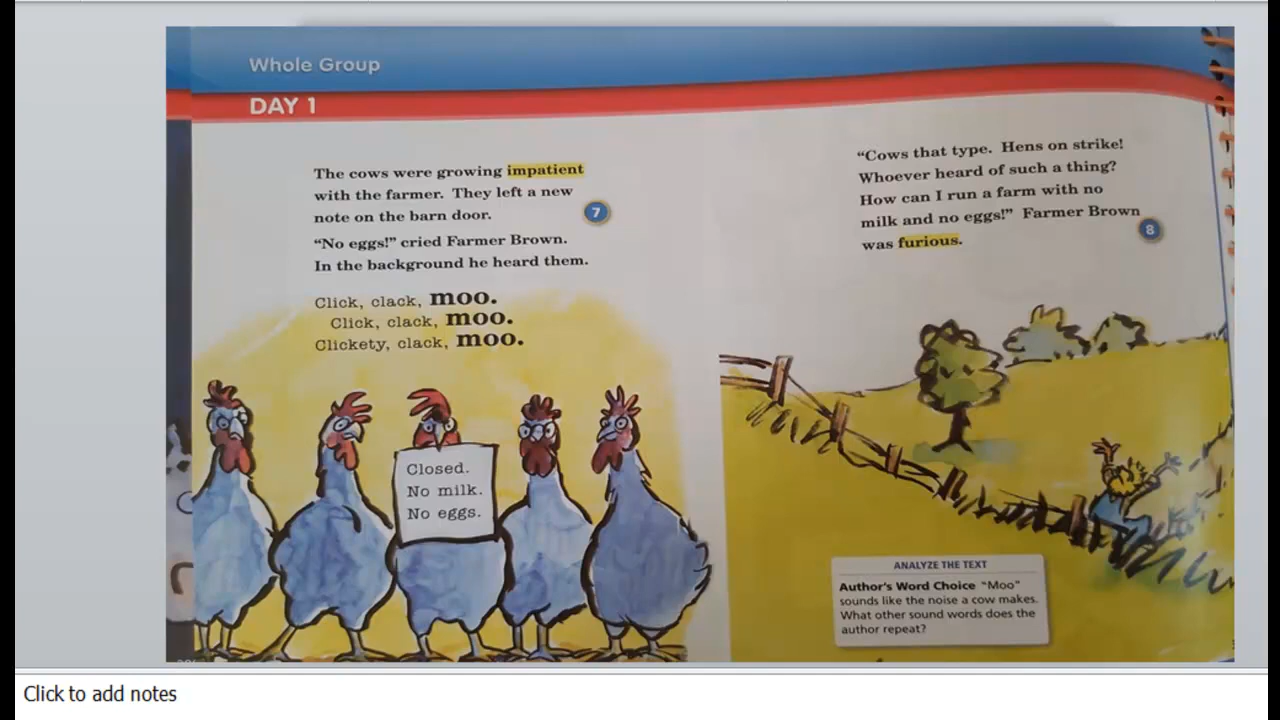 Whole Group
DAY 1
The cows were growing impatient
with the farmer. They left a new
note on the barn door.
7
“No eggs!” cried Farmer Brown.
In the background he heard them.
Click, clack, moo.
Click, clack, moo.
Clickety, clack, moo.
Closed.
No milk.
No eggs.
“Cows that type. Hens on strike!
Whoever heard of such a thing?
How can I run a farm with no
milk and no eggs!” Farmer Brown
was furious.
8
ANALYZE THE TEXT
Author's Word Choice “Moo”
sounds like the noise a cow makes.
What other sound words does the
author repeat?
Click to add notes